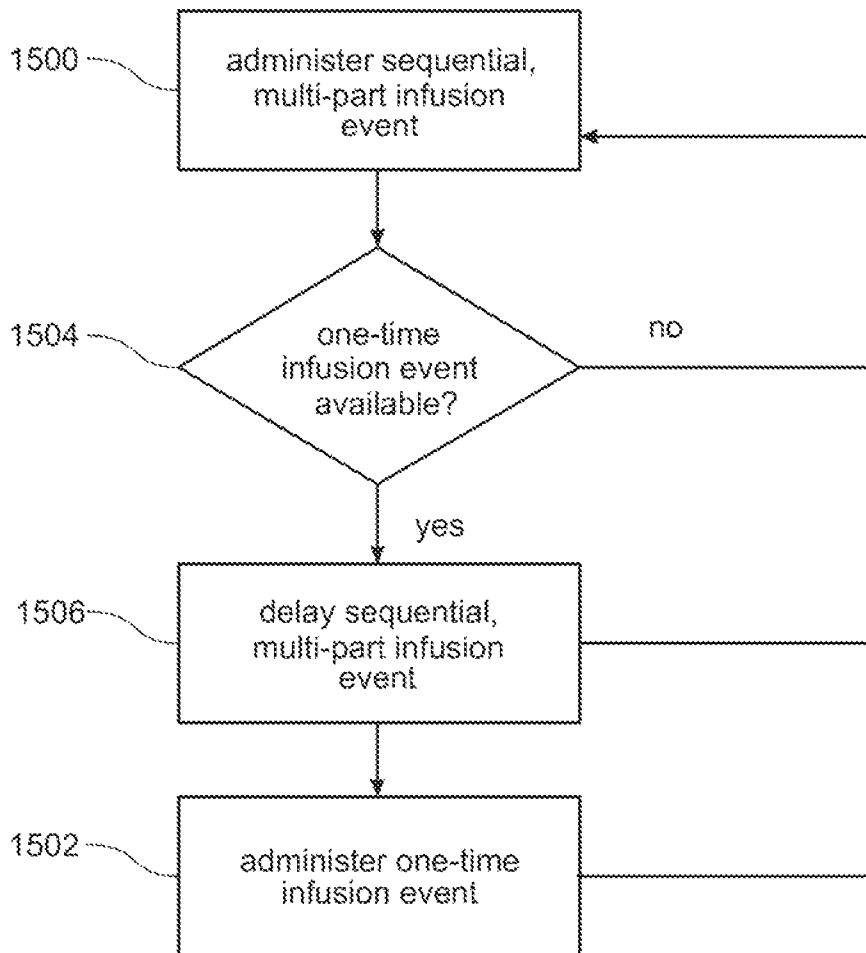 1500
administer sequential,
multi-part infusion
event
1504
one-time
infusion event
available?
no
yes
1506
delay sequential,
multi-part infusion
event
1502
administer one-time
infusion event